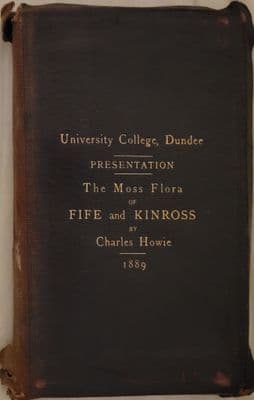 University College, Dundee
PRESENTATION
The Moss Flora
OF
FIFE and KINROSS
BY
Charles Howie
1889